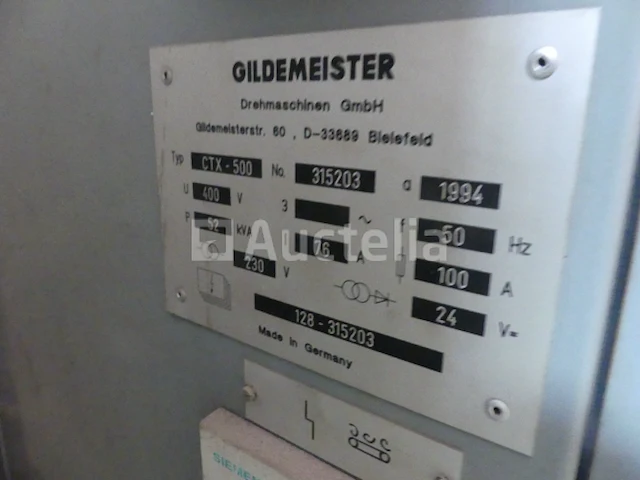 GILDEMEISTER
Drehmaschinen GmbH
Gildemeisterstr. 60 , D-33689 Bielefeld
Typ CTX-500 No. 315203 a 1994
U 400 V 3 ~ f 50 Hz
P 52 kVA I 76 A 100 A
230 V 24 V=
128-315203
Made in Germany
Auctelia
SIEMENS